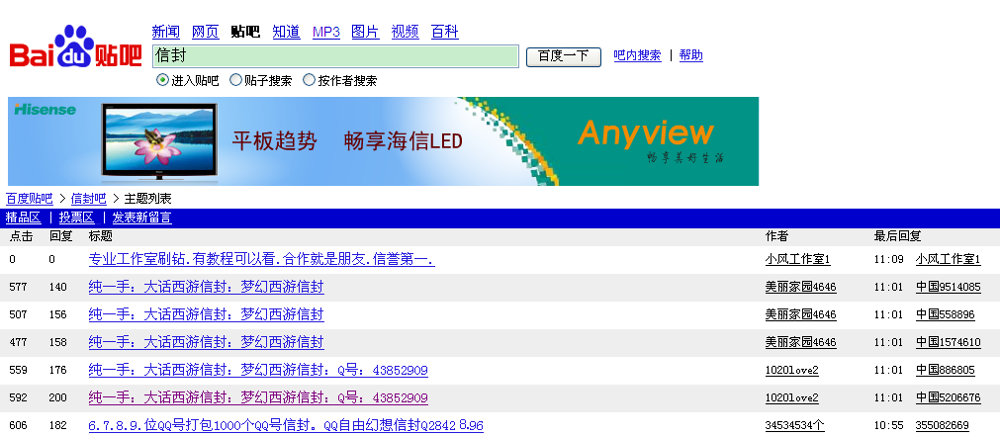 新闻 网页 贴吧 知道 MP3 图片 视频 百科
Bai du 贴吧 信封 百度一下 吧内搜索 | 帮助
进入贴吧 贴子搜索 按作者搜索
Hisense
平板趋势 畅享海信LED Anyview
畅享美好生活
百度贴吧 > 信封吧 > 主题列表
精品区 | 投票区 | 发表新留言
点击 回复 标题 作者 最后回复
0 0 专业工作室刷钻.有教程可以看.合作就是朋友.信誉第一. 小风工作室1 11:09 小风工作室1
577 140 纯一手：大话西游信封：梦幻西游信封 美丽家园4646 11:01 中国9514085
507 156 纯一手：大话西游信封：梦幻西游信封 美丽家园4646 11:01 中国558896
477 158 纯一手：大话西游信封：梦幻西游信封 美丽家园4646 11:01 中国1574610
559 176 纯一手：大话西游信封：梦幻西游信封：Q号：43852909 1020love2 11:01 中国886805
592 200 纯一手：大话西游信封：梦幻西游信封：Q号：43852909 1020love2 11:01 中国5206676
606 182 6.7.8.9.位QQ号打包1000个QQ号信封。QQ自由幻想信封Q2842 8.96 34534534个 10:55 355082669